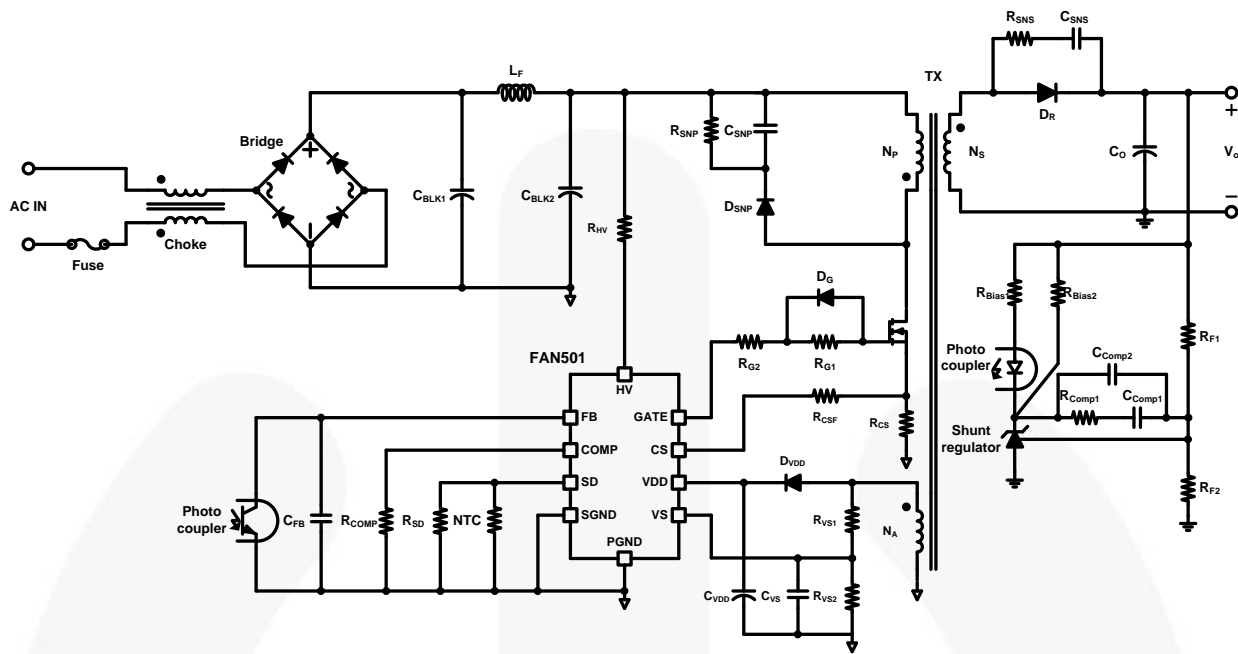 RSNS
CSNS
TX
LF
DR
+
Bridge
RSNP
CSNP
NP
NS
CO
Vo
AC IN
CBLK1
CBLK2
DSNP
−
Choke
RHV
Fuse
DG
RBias1
RBias2
RG2
RG1
RF1
FAN501
Photo
coupler
CComp2
HV
FB
GATE
RCSF
RCS
RComp1
CComp1
COMP
CS
Shunt
regulator
SD
VDD
DVDD
RF2
Photo
coupler
CFB
RCOMP
RSD
NTC
SGND
VS
RVS1
NA
PGND
CVDD
CVS
RVS2